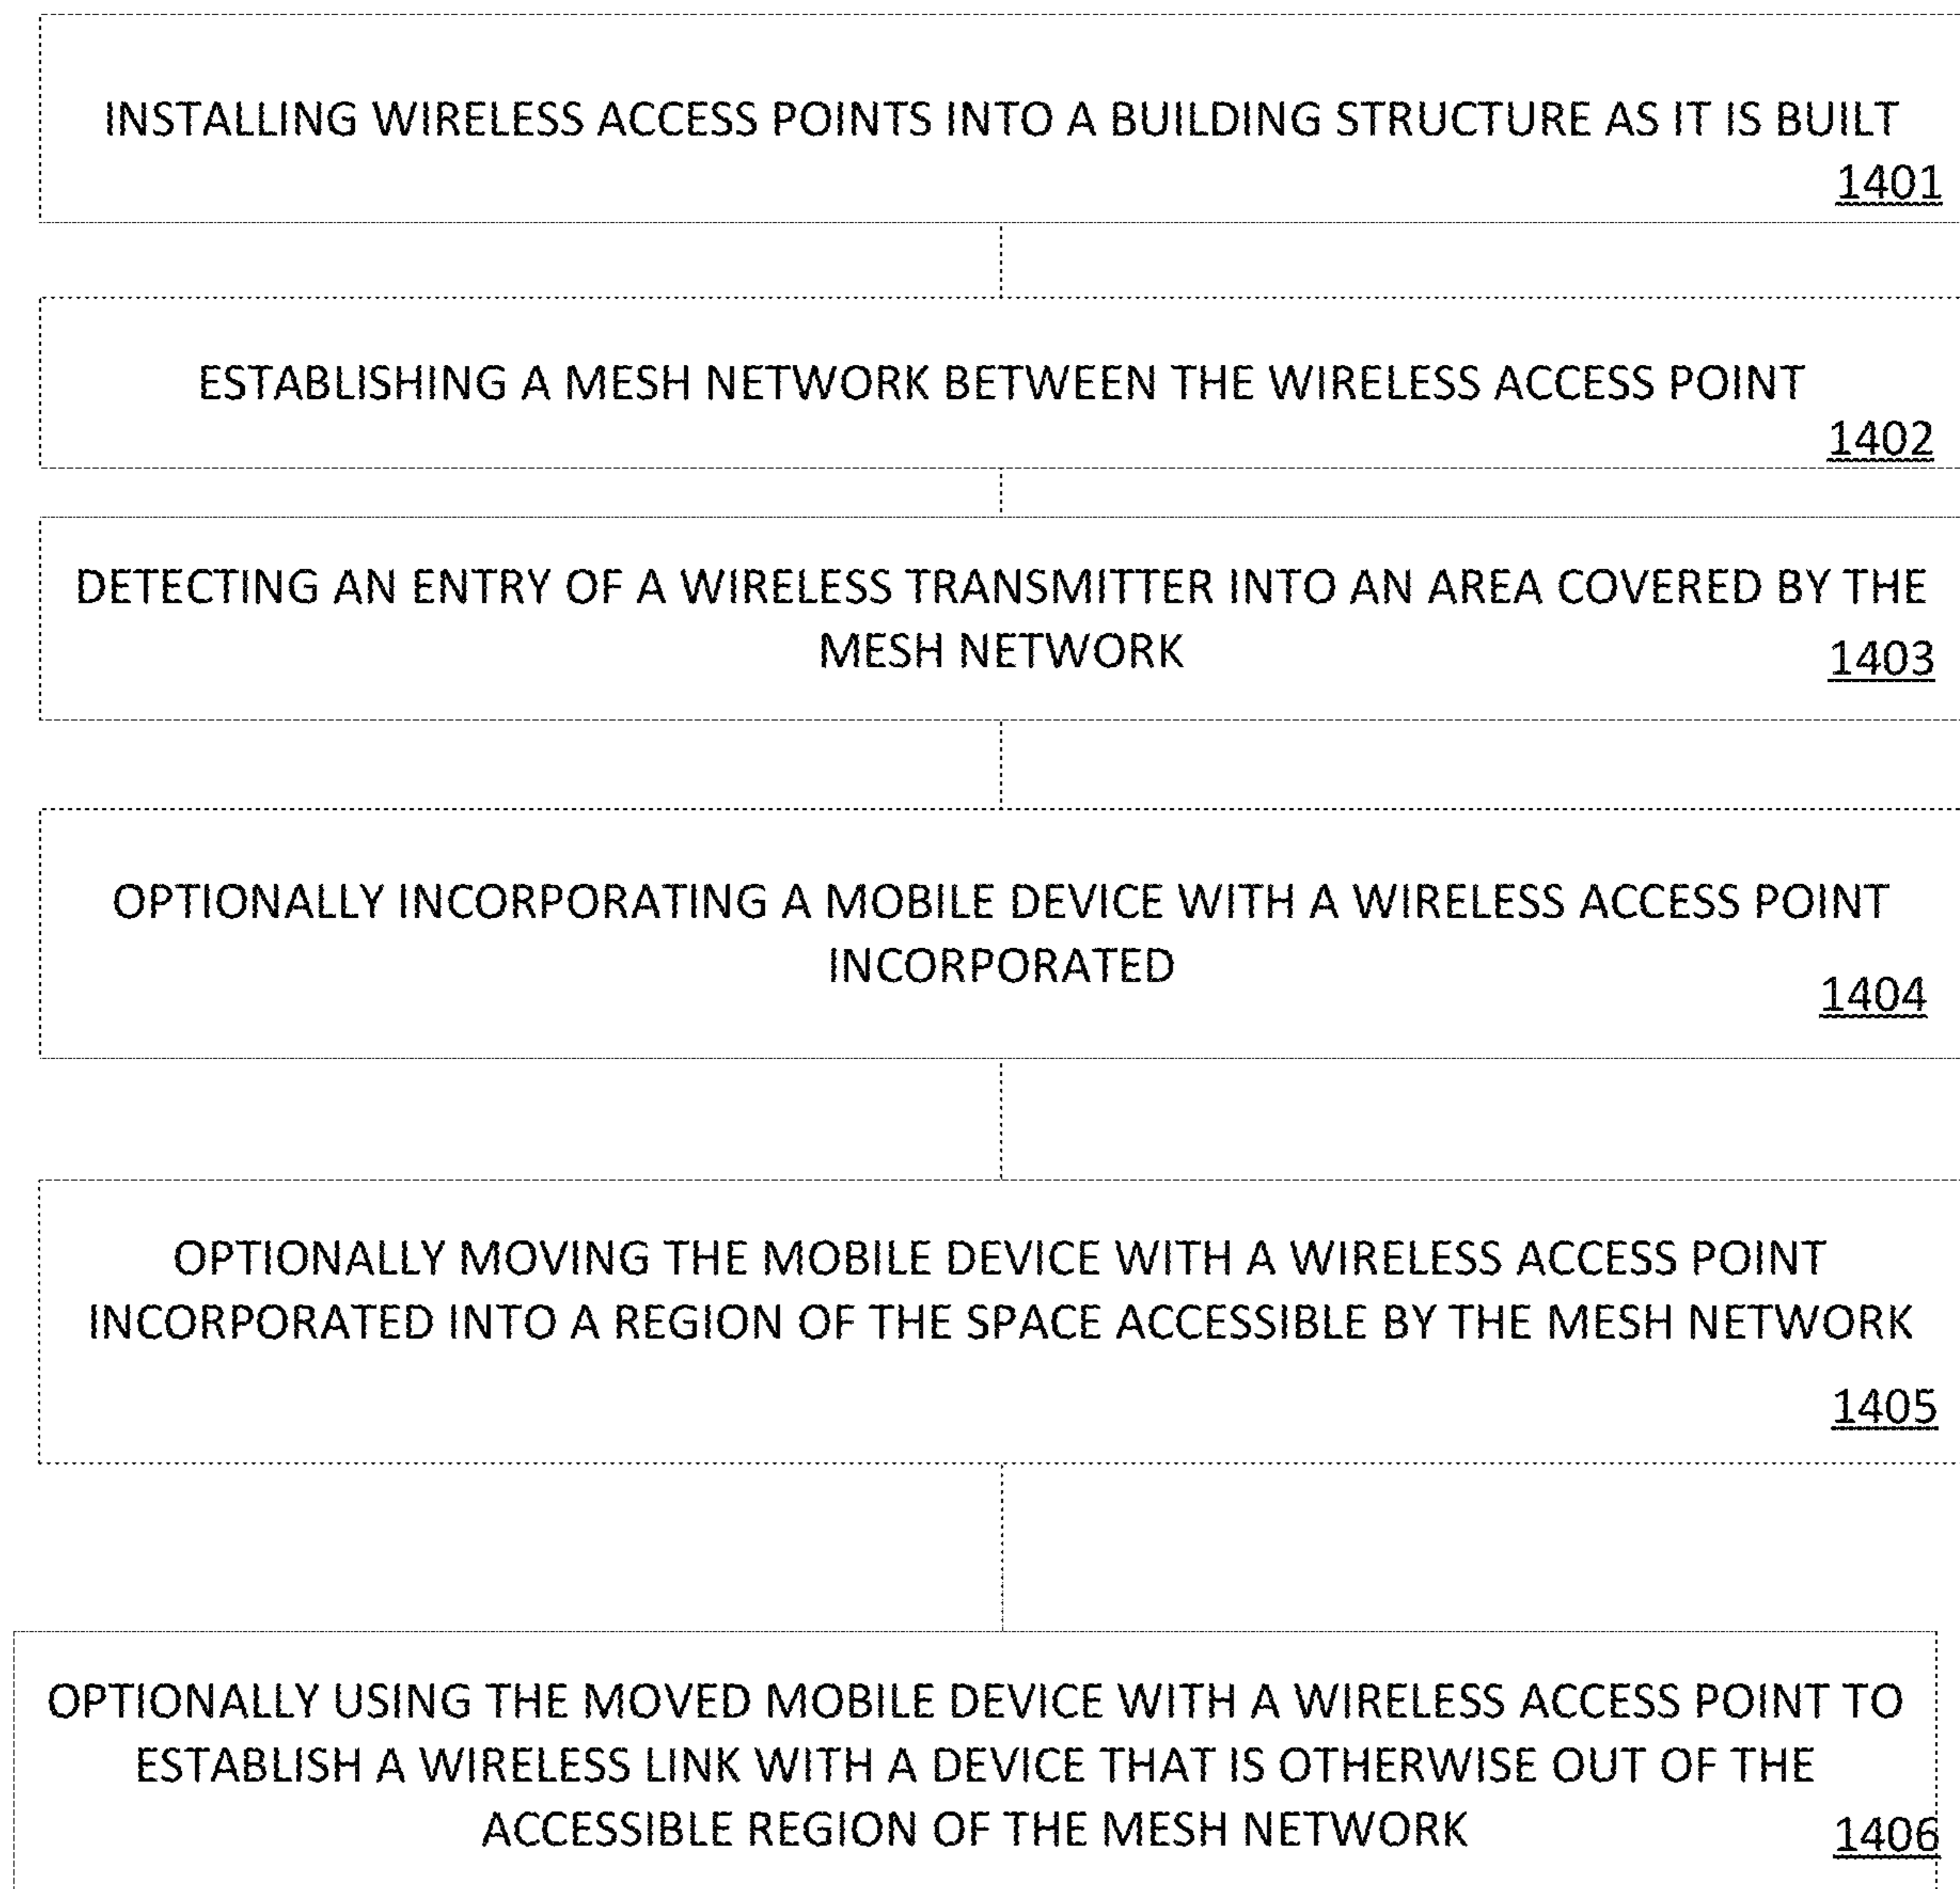 INSTALLING WIRELESS ACCESS POINTS INTO A BUILDING STRUCTURE AS IT IS BUILT
1401
ESTABLISHING A MESH NETWORK BETWEEN THE WIRELESS ACCESS POINT
1402
DETECTING AN ENTRY OF A WIRELESS TRANSMITTER INTO AN AREA COVERED BY THE
MESH NETWORK
1403
OPTIONALLY INCORPORATING A MOBILE DEVICE WITH A WIRELESS ACCESS POINT
INCORPORATED
1404
OPTIONALLY MOVING THE MOBILE DEVICE WITH A WIRELESS ACCESS POINT
INCORPORATED INTO A REGION OF THE SPACE ACCESSIBLE BY THE MESH NETWORK
1405
OPTIONALLY USING THE MOVED MOBILE DEVICE WITH A WIRELESS ACCESS POINT TO
ESTABLISH A WIRELESS LINK WITH A DEVICE THAT IS OTHERWISE OUT OF THE
ACCESSIBLE REGION OF THE MESH NETWORK
1406